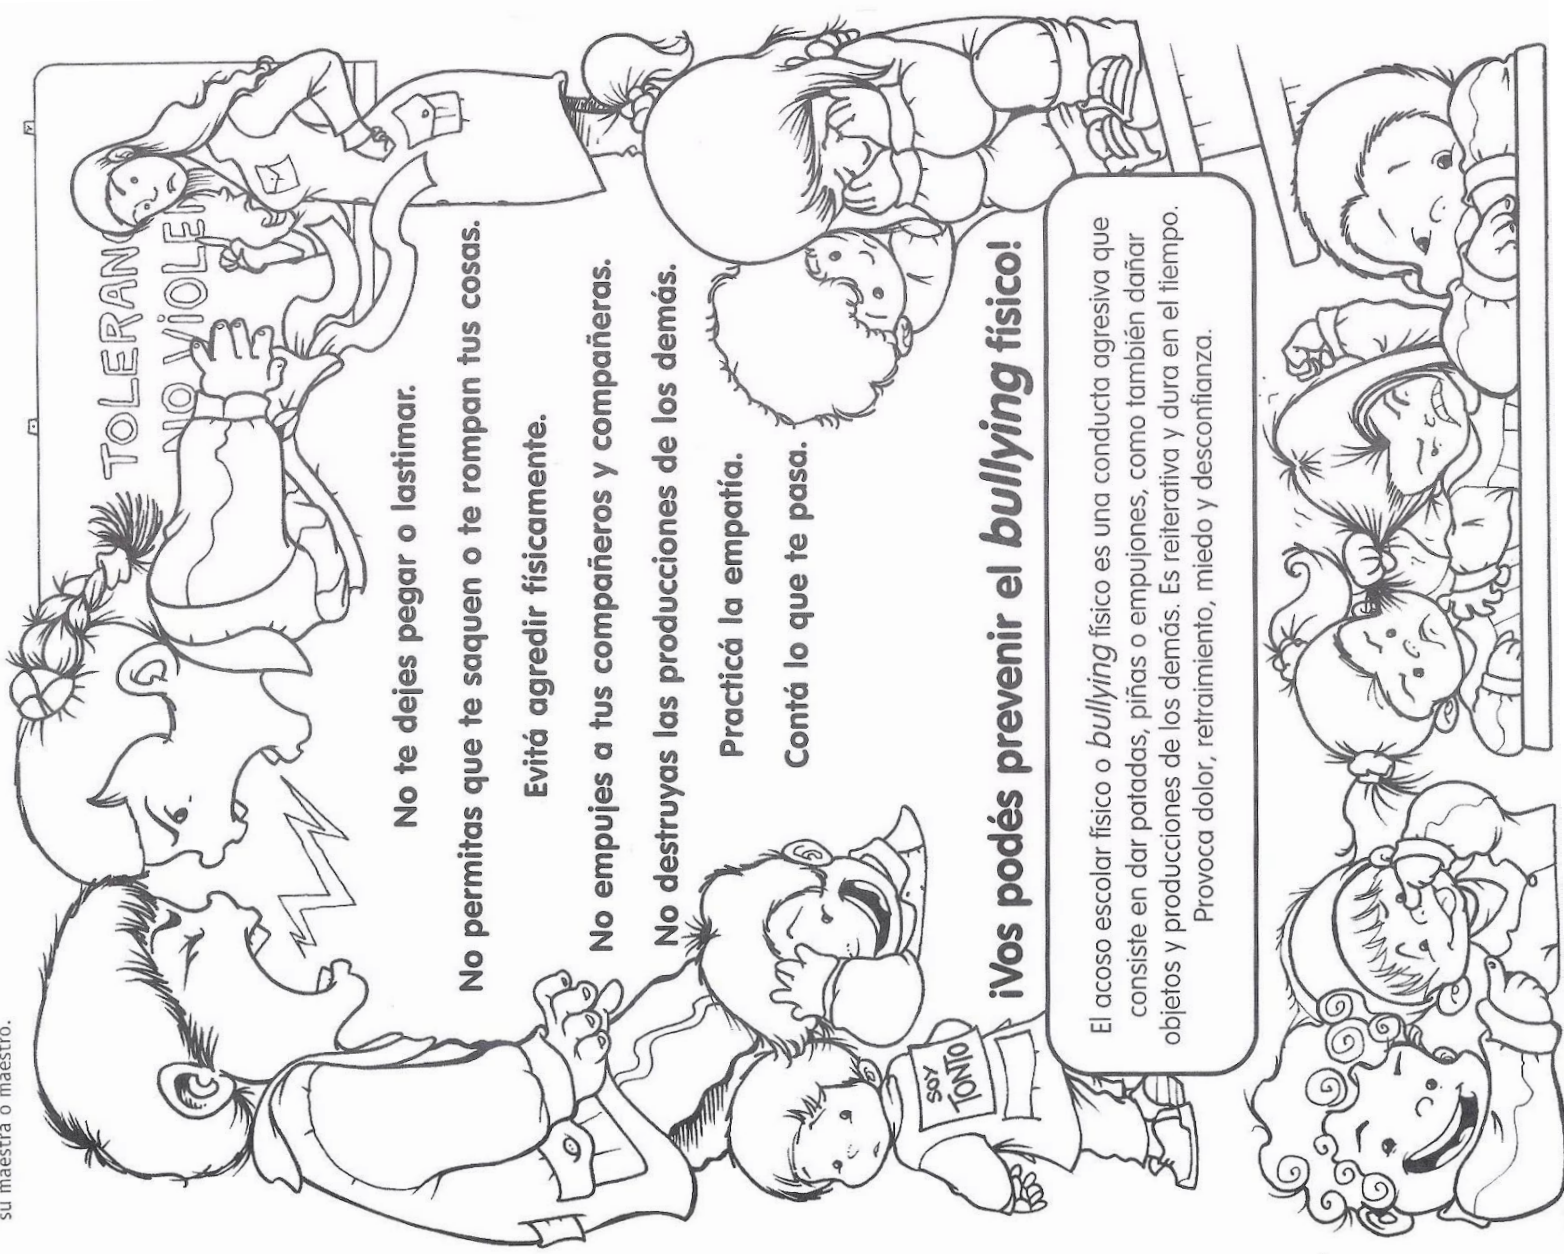 su maestra o maestro.
TOLERAN
NO VIOLE
No te dejes pegar o lastimar.
No permitas que te saquen o te rompan tus cosas.
Evitá agredir físicamente.
No empujes a tus compañeros y compañeras.
No destruyas las producciones de los demás.
Practicá la empatía.
Contá lo que te pasa.
SOY
TONTO
¡Vos podés prevenir el bullying físico!
El acoso escolar físico o bullying físico es una conducta agresiva que
consiste en dar patadas, piñas o empujones, como también dañar
objetos y producciones de los demás. Es reiterativa y dura en el tiempo.
Provoca dolor, retraimiento, miedo y desconfianza.